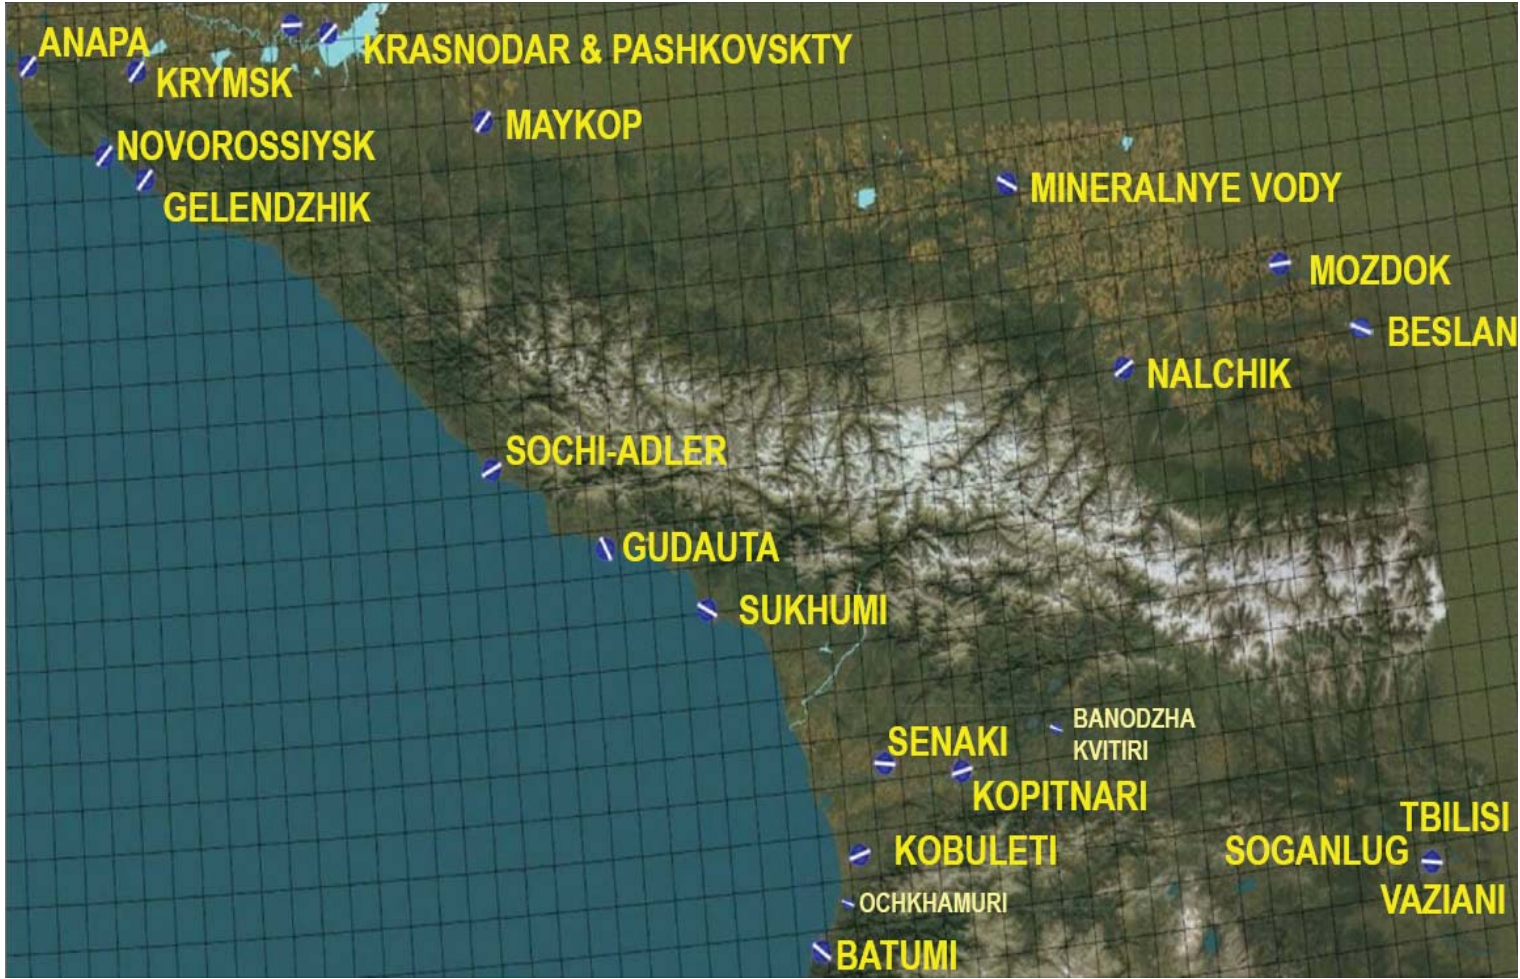 ANAPA
KRASNODAR & PASHKOVSKTY
KRYMSK
MAYKOP
NOVOROSSIYSK
MINERALNYE VODY
GELENDZHIK
MOZDOK
BESLAN
NALCHIK
SOCHI-ADLER
GUDAUTA
SUKHUMI
BANODZHA
KVITIRI
SENAKI
KOPITNARI
TBILISI
KOBULETI
SOGANLUG
VAZIANI
OCHKHAMURI
BATUMI